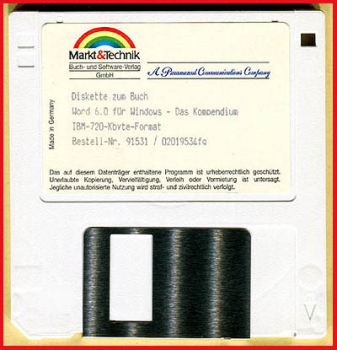 Markt&Technik
Buch- und Software-Verlag
GmbH
A Paramount Communications Company
Diskette zum Buch
Word 6.0 für Windows - Das Kompendium
IBM-720-Kbyte-Format
Bestell-Nr. 91531 / 02019534fa
Made in Germany
Das auf diesem Datenträger enthaltene Programm ist urheberrechtlich geschützt.
Unerlaubte Kopierung, Vervielfältigung, Verleih oder Vermietung ist untersagt.
Jegliche unautorisierte Nutzung wird straf- und zivilrechtlich verfolgt.